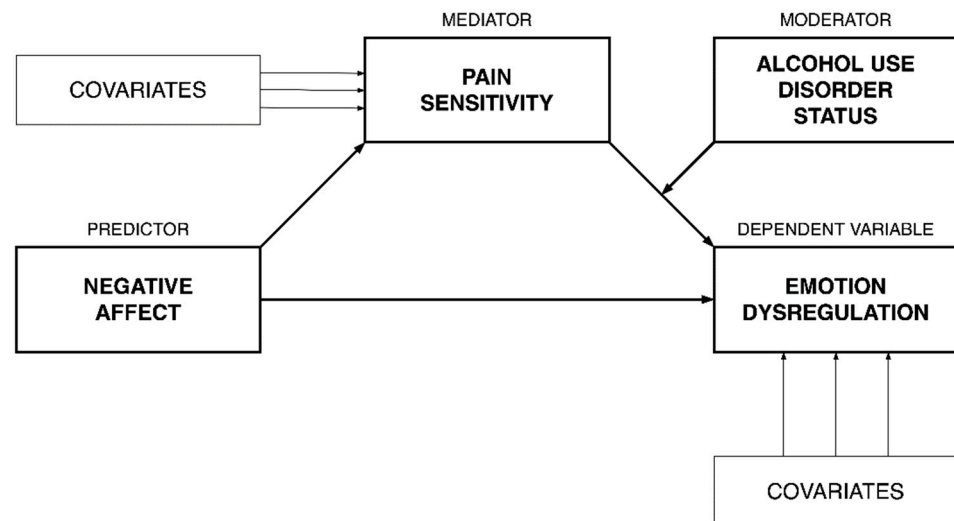 MEDIATOR
MODERATOR
COVARIATES
PAIN
SENSITIVITY
ALCOHOL USE
DISORDER
STATUS
PREDICTOR
DEPENDENT VARIABLE
NEGATIVE
AFFECT
EMOTION
DYSREGULATION
COVARIATES